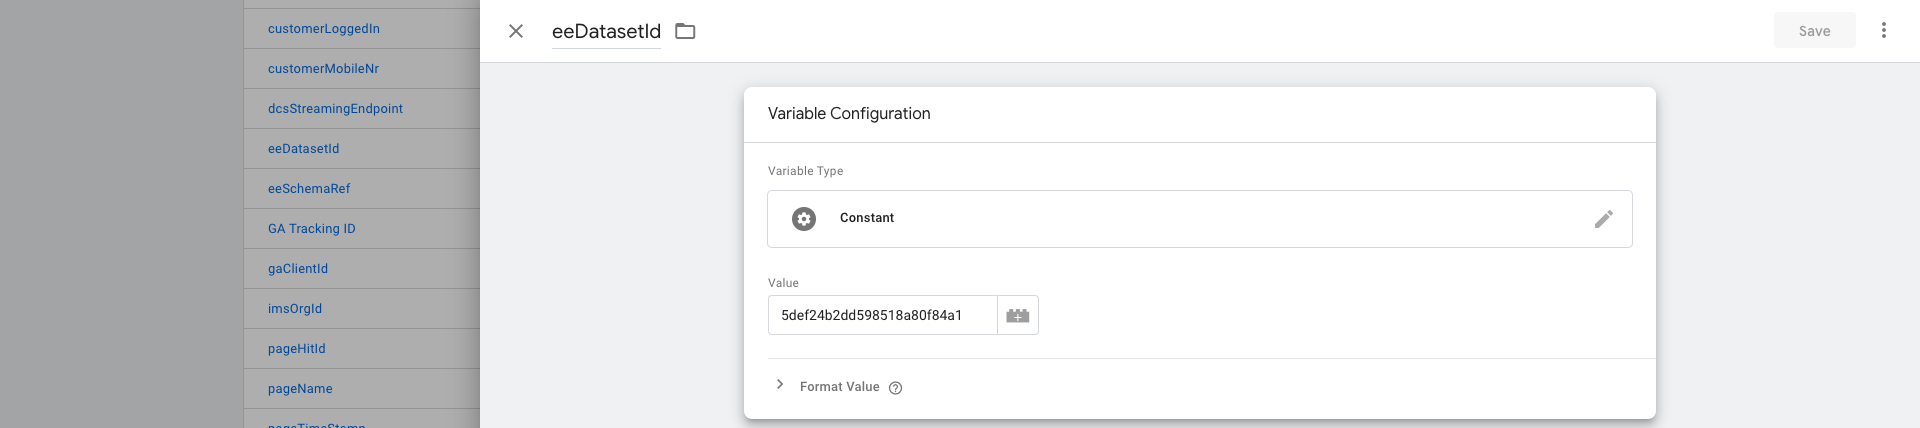 customerLoggedIn
customerMobileNr
dcsStreamingEndpoint
eeDatasetId
eeSchemaRef
GA Tracking ID
gaClientId
imsOrgId
pageHitId
pageName
pageTimeStamp
eeDatasetId
Save
Variable Configuration
Variable Type
Constant
Value
5def24b2dd598518a80f84a1
Format Value